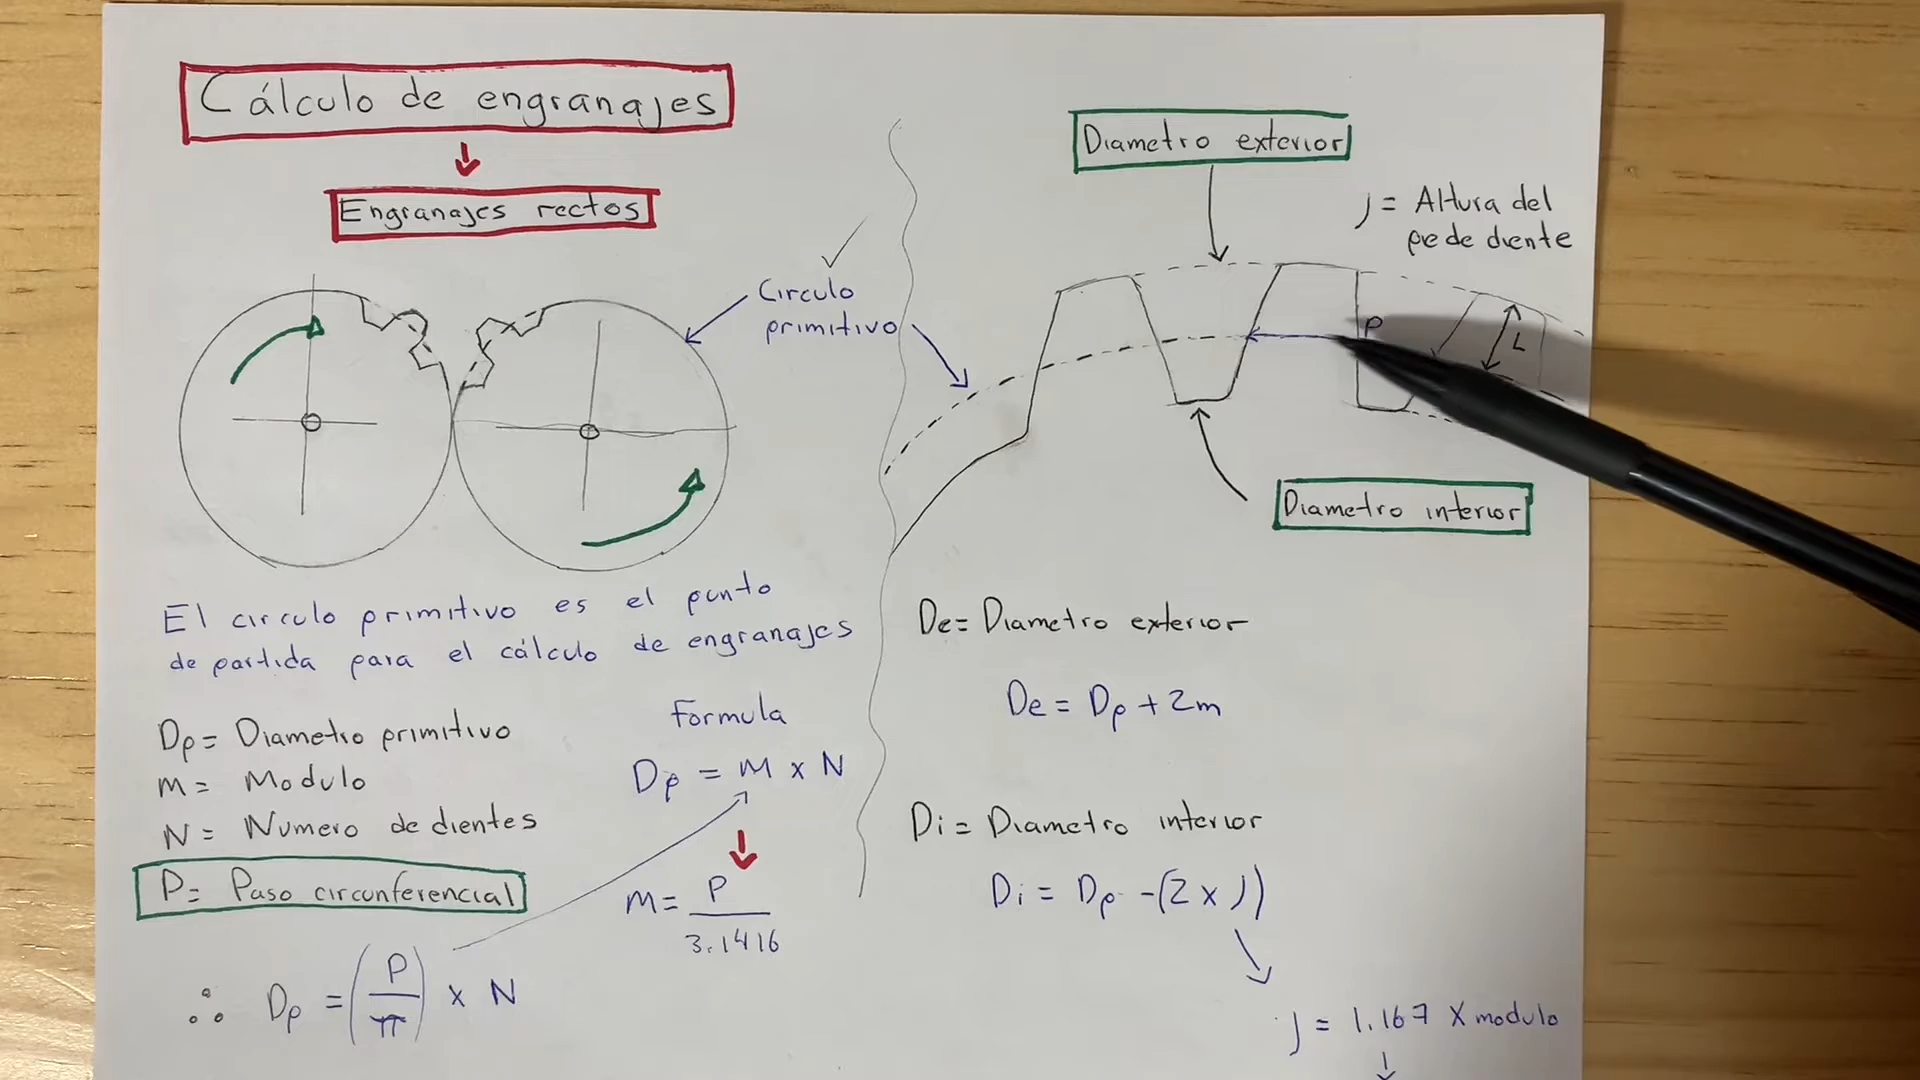 Cálculo de engranajes
Engranajes rectos
Circulo
primitivo
El circulo primitivo es el punto
de partida para el cálculo de engranajes
Dp= Diametro primitivo
m= Modulo
N= Numero de dientes
P= Paso circunferencial
∴ Dp = (P/π) x N
Formula
Dp = M x N
m= P
3.1416
Diametro exterior
J = Altura del
pie de diente
P
L
Diametro interior
De= Diametro exterior
De = Dp + 2m
Di= Diametro interior
Di = Dp -(2 x J)
J = 1.167 X modulo